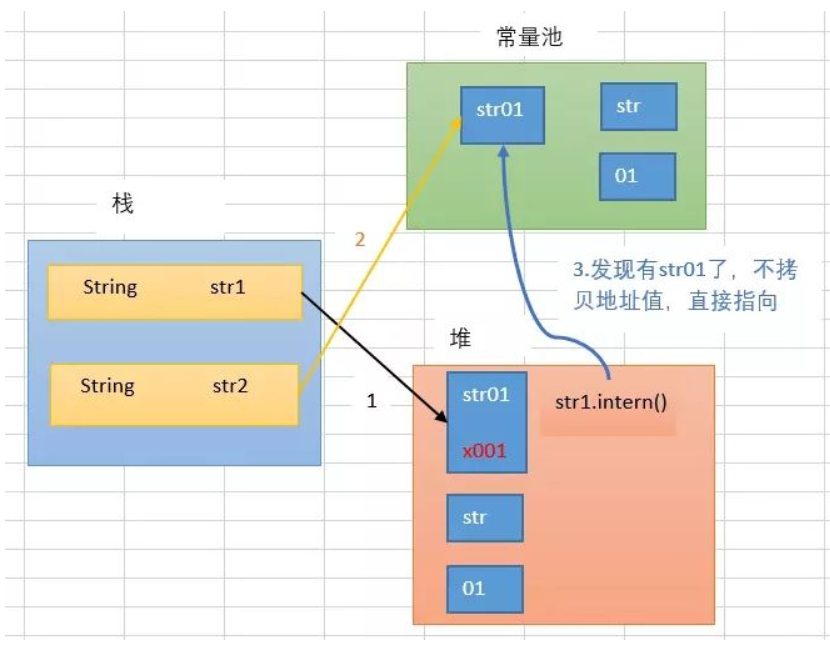 常量池
str01
str
01
栈
2
String str1
3.发现有str01了，不拷
贝地址值，直接指向
堆
String str2
1
str01
str1.intern()
x001
str
01